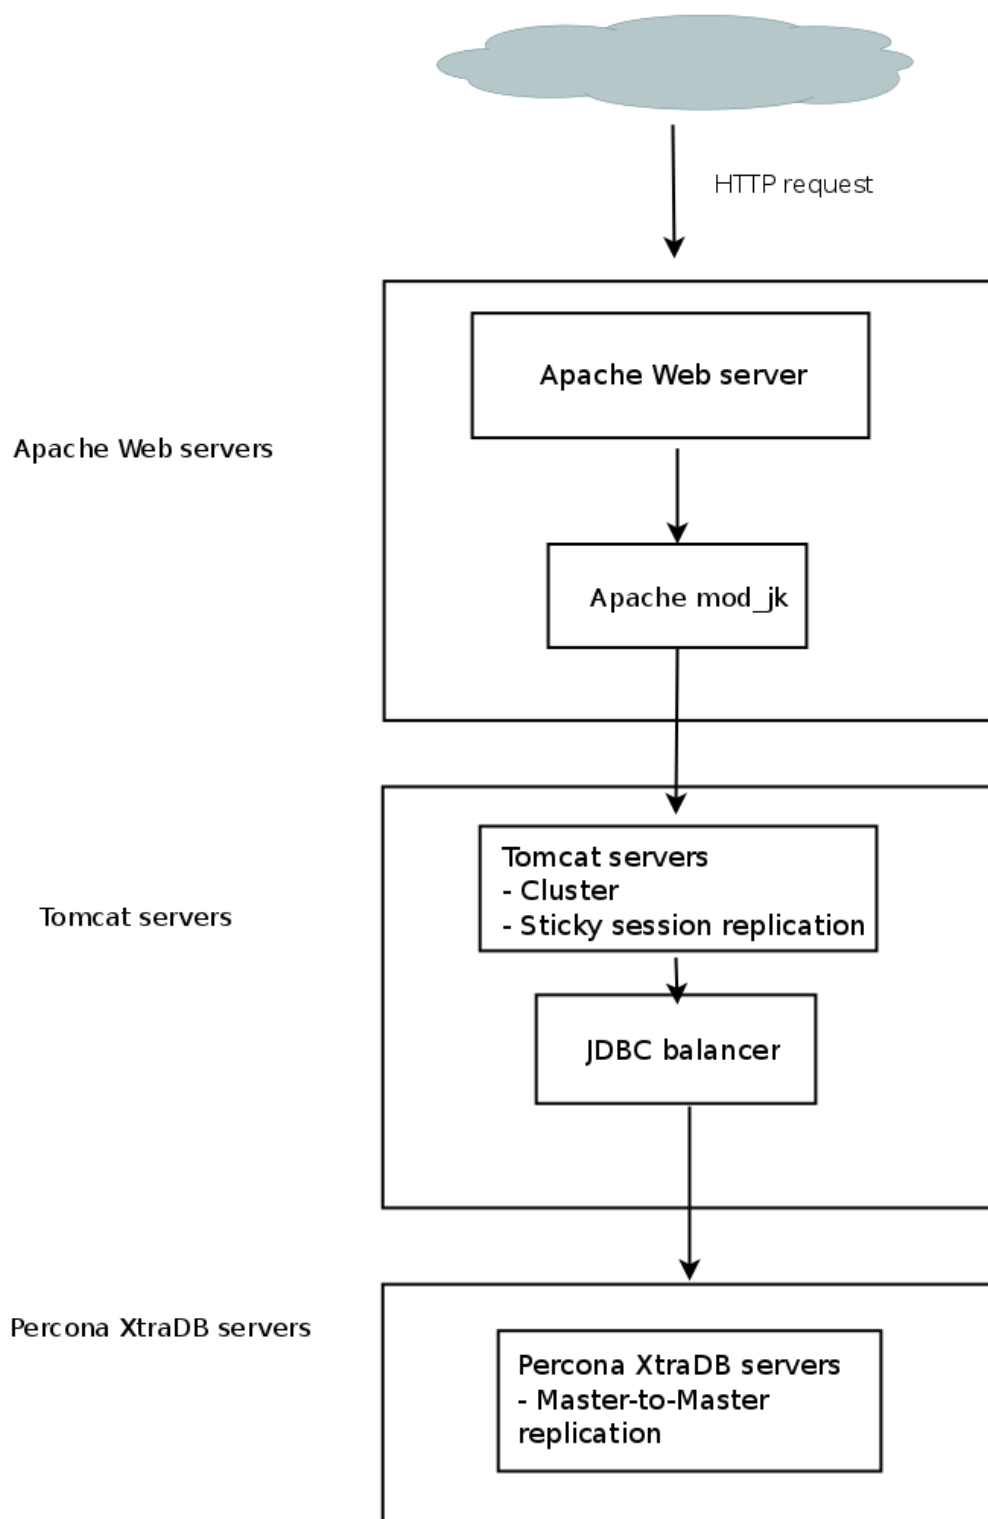 HTTP request
Apache Web server
Apache Web servers
Apache mod_jk
Tomcat servers
- Cluster
- Sticky session replication
Tomcat servers
JDBC balancer
Percona XtraDB servers
Percona XtraDB servers
- Master-to-Master
replication